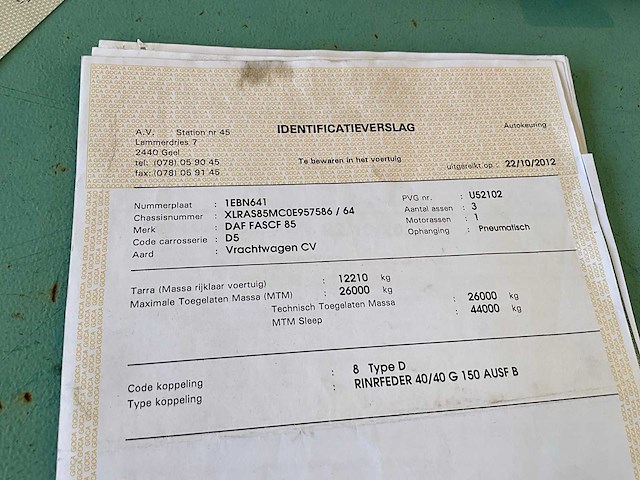 IDENTIFICATIEVERSLAG
Autokeuring
A.V. Station nr 45
Lammerdries 7
2440 Geel
tel: (078) 05 90 45
fax: (078) 05 91 45
Te bewaren in het voertuig
uitgereikt op : 22/10/2012
Nummerplaat : 1EBN641
Chassisnummer : XLRAS85MC0E957586 / 64
Merk : DAF FASCF 85
Code carrosserie : D5
Aard : Vrachtwagen CV
PVG nr. : U52102
Aantal assen : 3
Motorassen : 1
Ophanging : Pneumatisch
Tarra (Massa rijklaar voertuig) : 12210 kg
Maximale Toegelaten Massa (MTM) : 26000 kg
Technisch Toegelaten Massa : 26000 kg
MTM Sleep : 44000 kg
Code koppeling : 8 Type D
Type koppeling : RINRFEDER 40/40 G 150 AUSF B